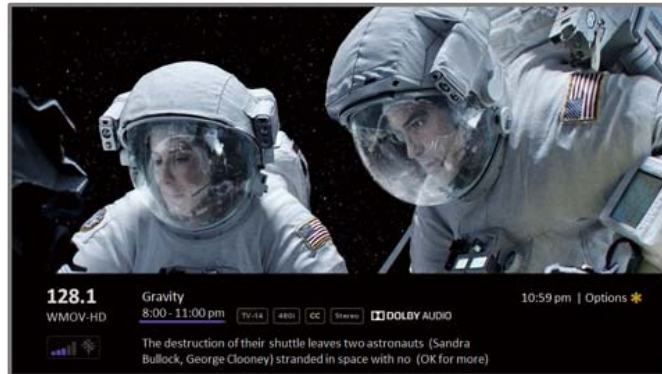 128.1
WMOV-HD
Gravity
8:00 - 11:00 pm TV-14 480i CC Stereo DOLBY AUDIO
10:59 pm | Options
The destruction of their shuttle leaves two astronauts (Sandra
Bullock, George Clooney) stranded in space with no (OK for more)